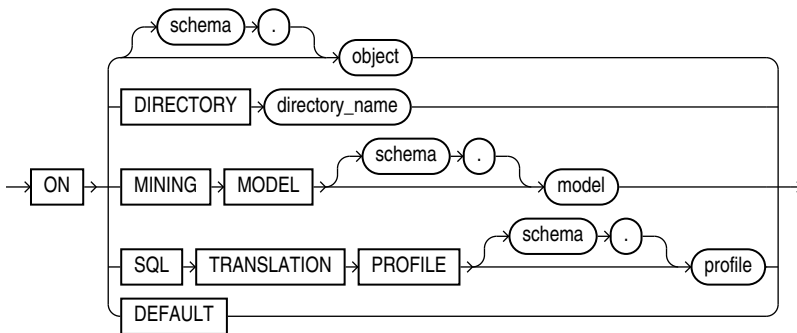 schema .
object
DIRECTORY directory_name
schema .
ON MINING MODEL model
schema .
SQL TRANSLATION PROFILE profile
DEFAULT